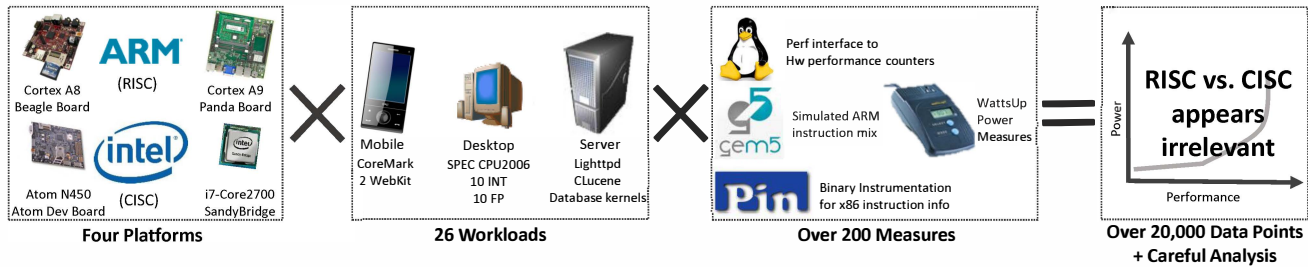 ARM
(RISC)
Cortex A8
Beagle Board
Cortex A9
Panda Board
intel
(CISC)
Atom N450
Atom Dev Board
i7-Core2700
SandyBridge
Four Platforms
Mobile
CoreMark
2 WebKit
Desktop
SPEC CPU2006
10 INT
10 FP
Server
Lighttpd
CLucene
Database kernels
26 Workloads
Perf interface to
Hw performance counters
gem5
Simulated ARM
instruction mix
WattsUp
Power
Measures
Pin
Binary Instrumentation
for x86 instruction info
Over 200 Measures
Power
RISC vs. CISC
appears
irrelevant
Performance
Over 20,000 Data Points
+ Careful Analysis